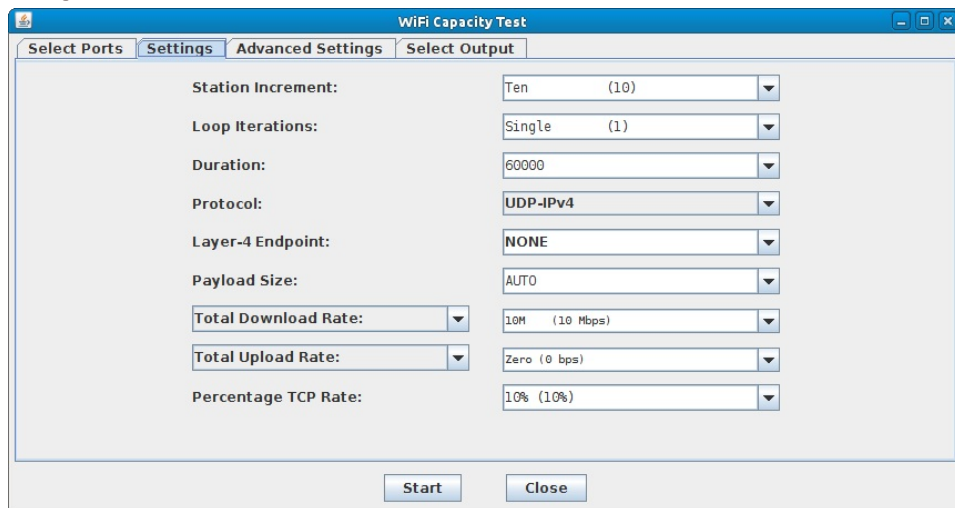 WiFi Capacity Test
Select Ports Settings Advanced Settings Select Output
Station Increment: Ten (10)
Loop Iterations: Single (1)
Duration: 60000
Protocol: UDP-IPv4
Layer-4 Endpoint: NONE
Payload Size: AUTO
Total Download Rate: 10M (10 Mbps)
Total Upload Rate: Zero (0 bps)
Percentage TCP Rate: 10% (10%)
Start Close